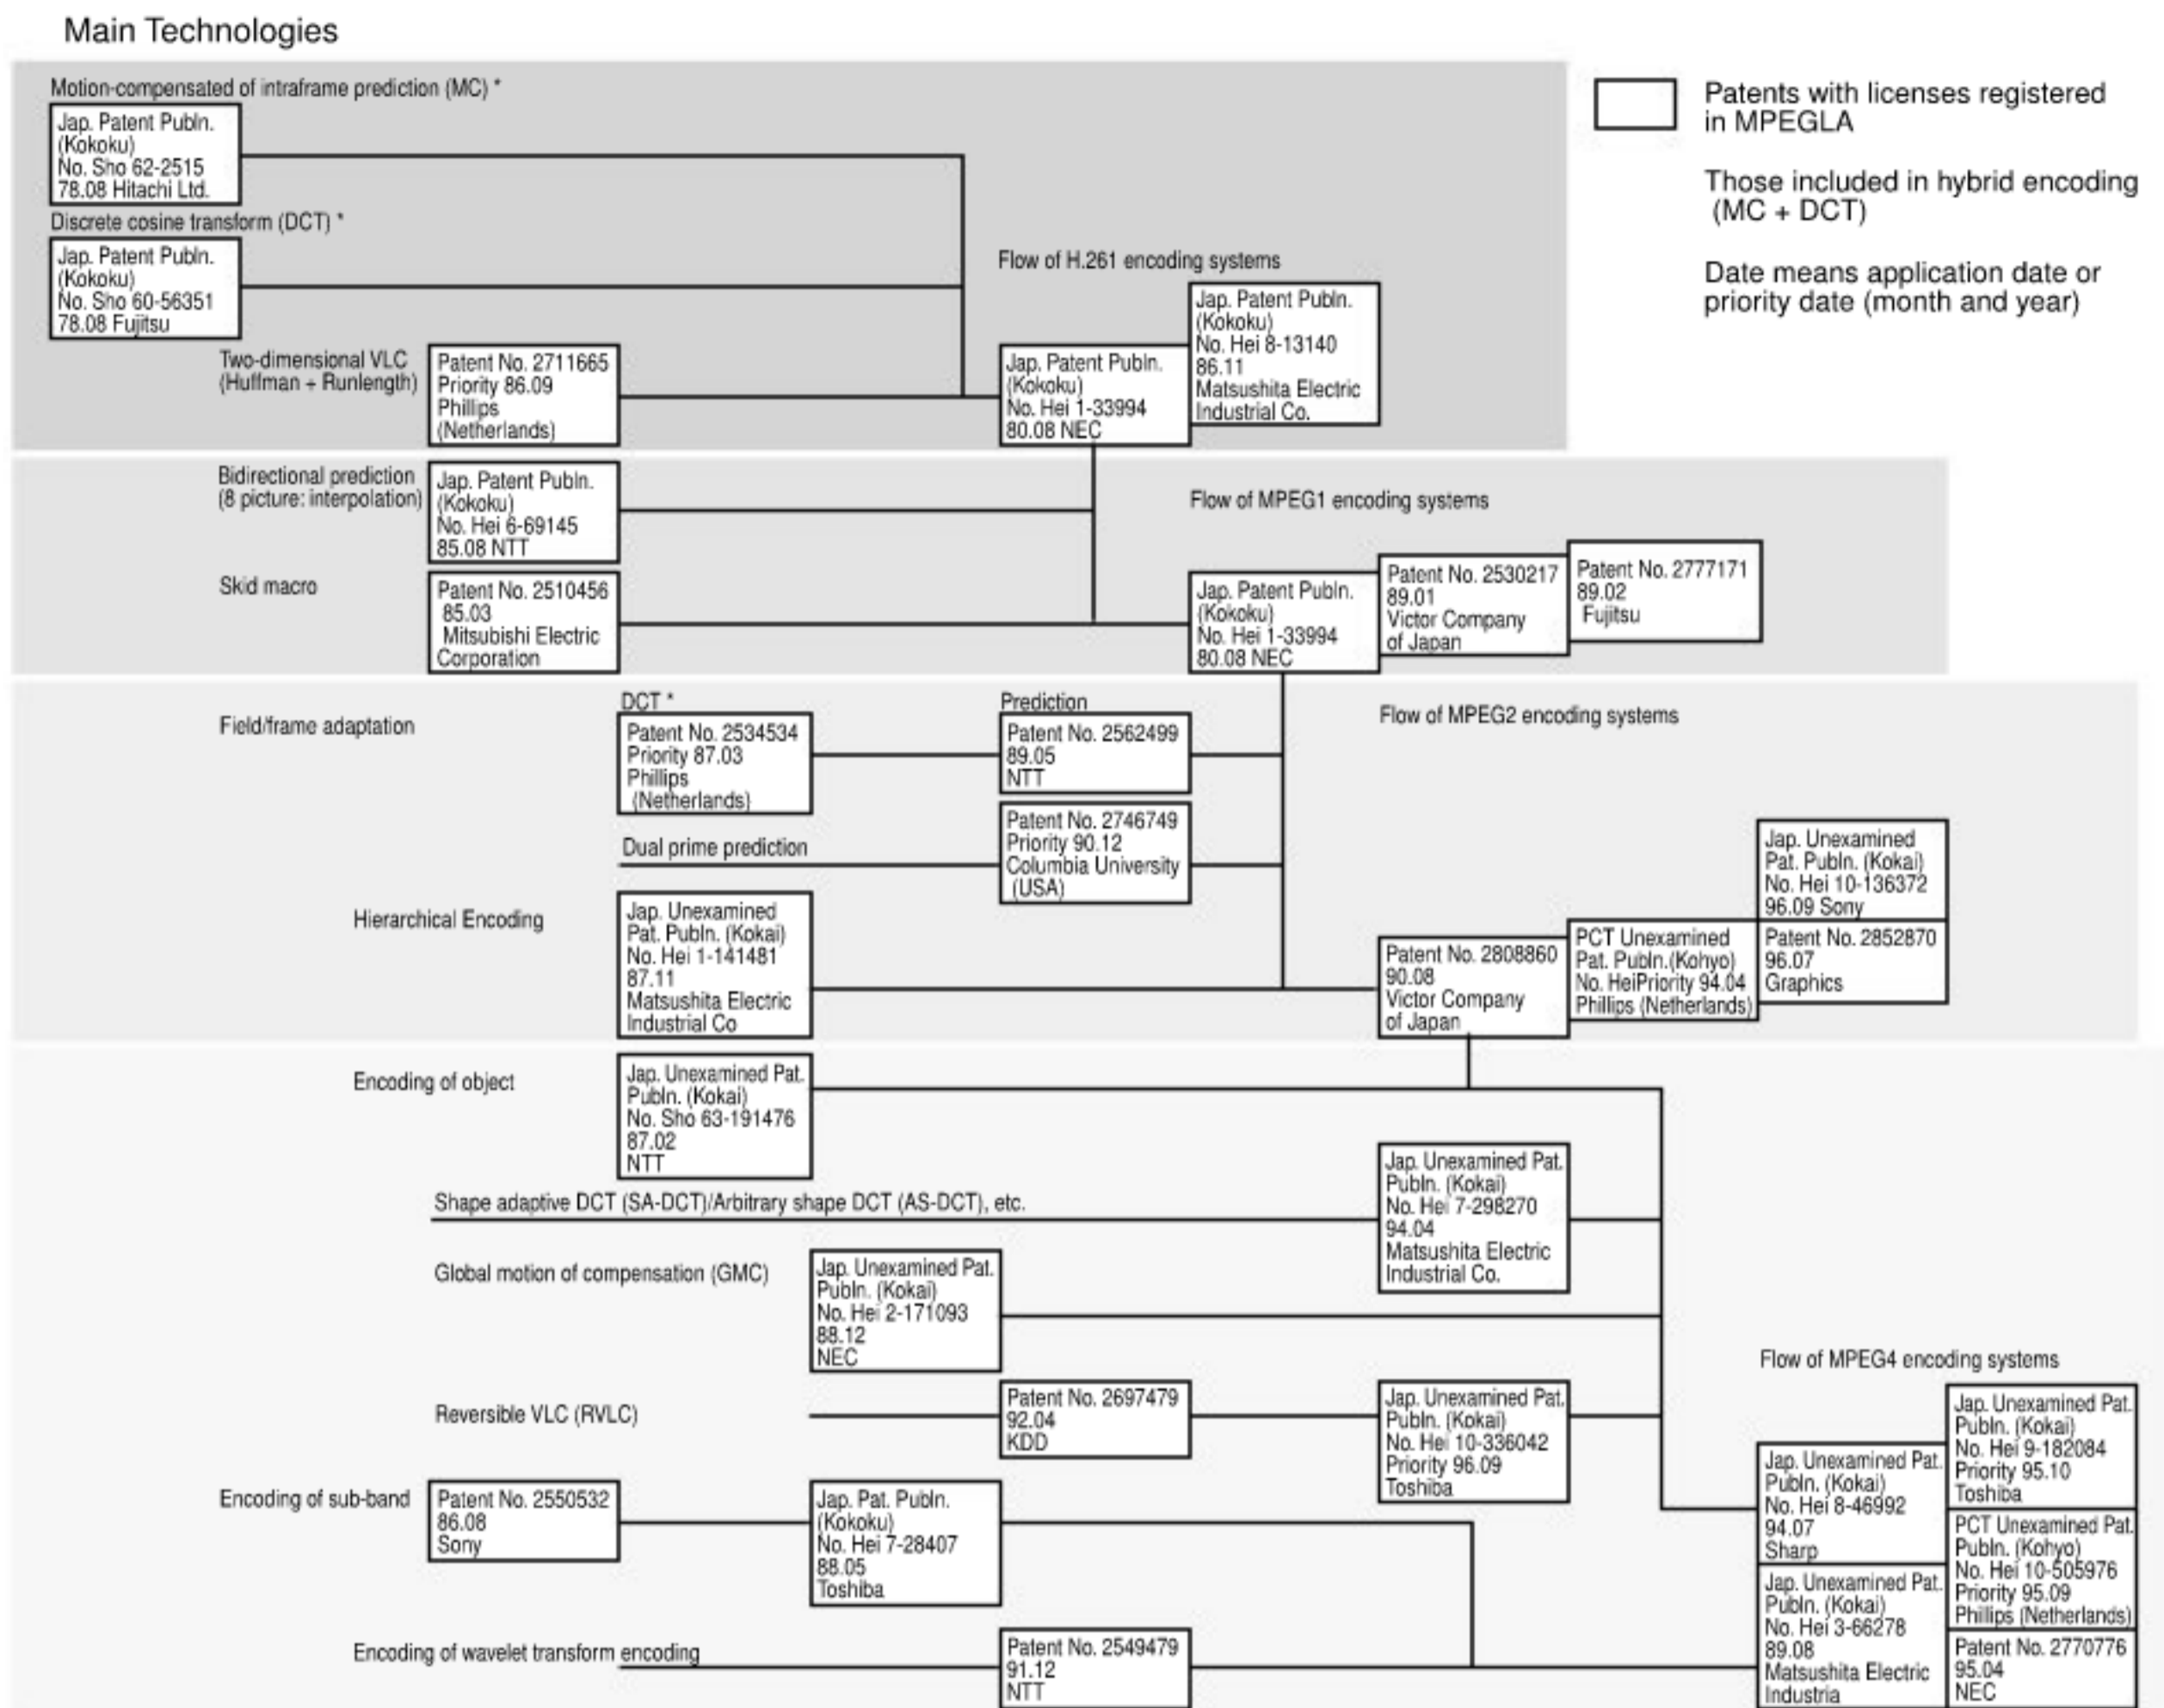 Main Technologies
Motion-compensated of intraframe prediction (MC) *
Jap. Patent Publn.
(Kokoku)
No. Sho 62-2515
78.08 Hitachi Ltd.
Discrete cosine transform (DCT) *
Jap. Patent Publn.
(Kokoku)
No. Sho 60-56351
78.08 Fujitsu
Two-dimensional VLC
(Huffman + Runlength)
Patent No. 2711665
Priority 86.09
Phillips
(Netherlands)
Flow of H.261 encoding systems
Jap. Patent Publn.
(Kokoku)
No. Hei 1-33994
80.08 NEC
Jap. Patent Publn.
(Kokoku)
No. Hei 8-13140
86.11
Matsushita Electric
Industrial Co.
Patents with licenses registered
in MPEGLA
Those included in hybrid encoding
(MC + DCT)
Date means application date or
priority date (month and year)
Bidirectional prediction
(8 picture: interpolation)
Jap. Patent Publn.
(Kokoku)
No. Hei 6-69145
85.08 NTT
Skid macro
Patent No. 2510456
85.03
Mitsubishi Electric
Corporation
Flow of MPEG1 encoding systems
Jap. Patent Publn.
(Kokoku)
No. Hei 1-33994
80.08 NEC
Patent No. 2530217
89.01
Victor Company
of Japan
Patent No. 2777171
89.02
Fujitsu
Field/frame adaptation
DCT *
Patent No. 2534534
Priority 87.03
Phillips
(Netherlands)
Prediction
Patent No. 2562499
89.05
NTT
Flow of MPEG2 encoding systems
Dual prime prediction
Patent No. 2746749
Priority 90.12
Columbia University
(USA)
Hierarchical Encoding
Jap. Unexamined
Pat. Publn. (Kokai)
No. Hei 1-141481
87.11
Matsushita Electric
Industrial Co
Patent No. 2808860
90.08
Victor Company
of Japan
PCT Unexamined
Pat. Publn.(Kohyo)
No. HeiPriority 94.04
Phillips (Netherlands)
Jap. Unexamined
Pat. Publn. (Kokai)
No. Hei 10-136372
96.09 Sony
Patent No. 2852870
96.07
Graphics
Encoding of object
Jap. Unexamined Pat.
Publn. (Kokai)
No. Sho 63-191476
87.02
NTT
Shape adaptive DCT (SA-DCT)/Arbitrary shape DCT (AS-DCT), etc.
Jap. Unexamined Pat.
Publn. (Kokai)
No. Hei 7-298270
94.04
Matsushita Electric
Industrial Co.
Global motion of compensation (GMC)
Jap. Unexamined Pat.
Publn. (Kokai)
No. Hei 2-171093
88.12
NEC
Reversible VLC (RVLC)
Patent No. 2697479
92.04
KDD
Jap. Unexamined Pat.
Publn. (Kokai)
No. Hei 10-336042
Priority 96.09
Toshiba
Encoding of sub-band
Patent No. 2550532
86.08
Sony
Jap. Pat. Publn.
(Kokoku)
No. Hei 7-28407
88.05
Toshiba
Encoding of wavelet transform encoding
Patent No. 2549479
91.12
NTT
Flow of MPEG4 encoding systems
Jap. Unexamined Pat.
Publn. (Kokai)
No. Hei 8-46992
94.07
Sharp
Jap. Unexamined Pat.
Publn. (Kokai)
No. Hei 3-66278
89.08
Matsushita Electric
Industria
Jap. Unexamined Pat.
Publn. (Kokai)
No. Hei 9-182084
Priority 95.10
Toshiba
PCT Unexamined Pat.
Publn. (Kohyo)
No. Hei 10-505976
Priority 95.09
Phillips (Netherlands)
Patent No. 2770776
95.04
NEC